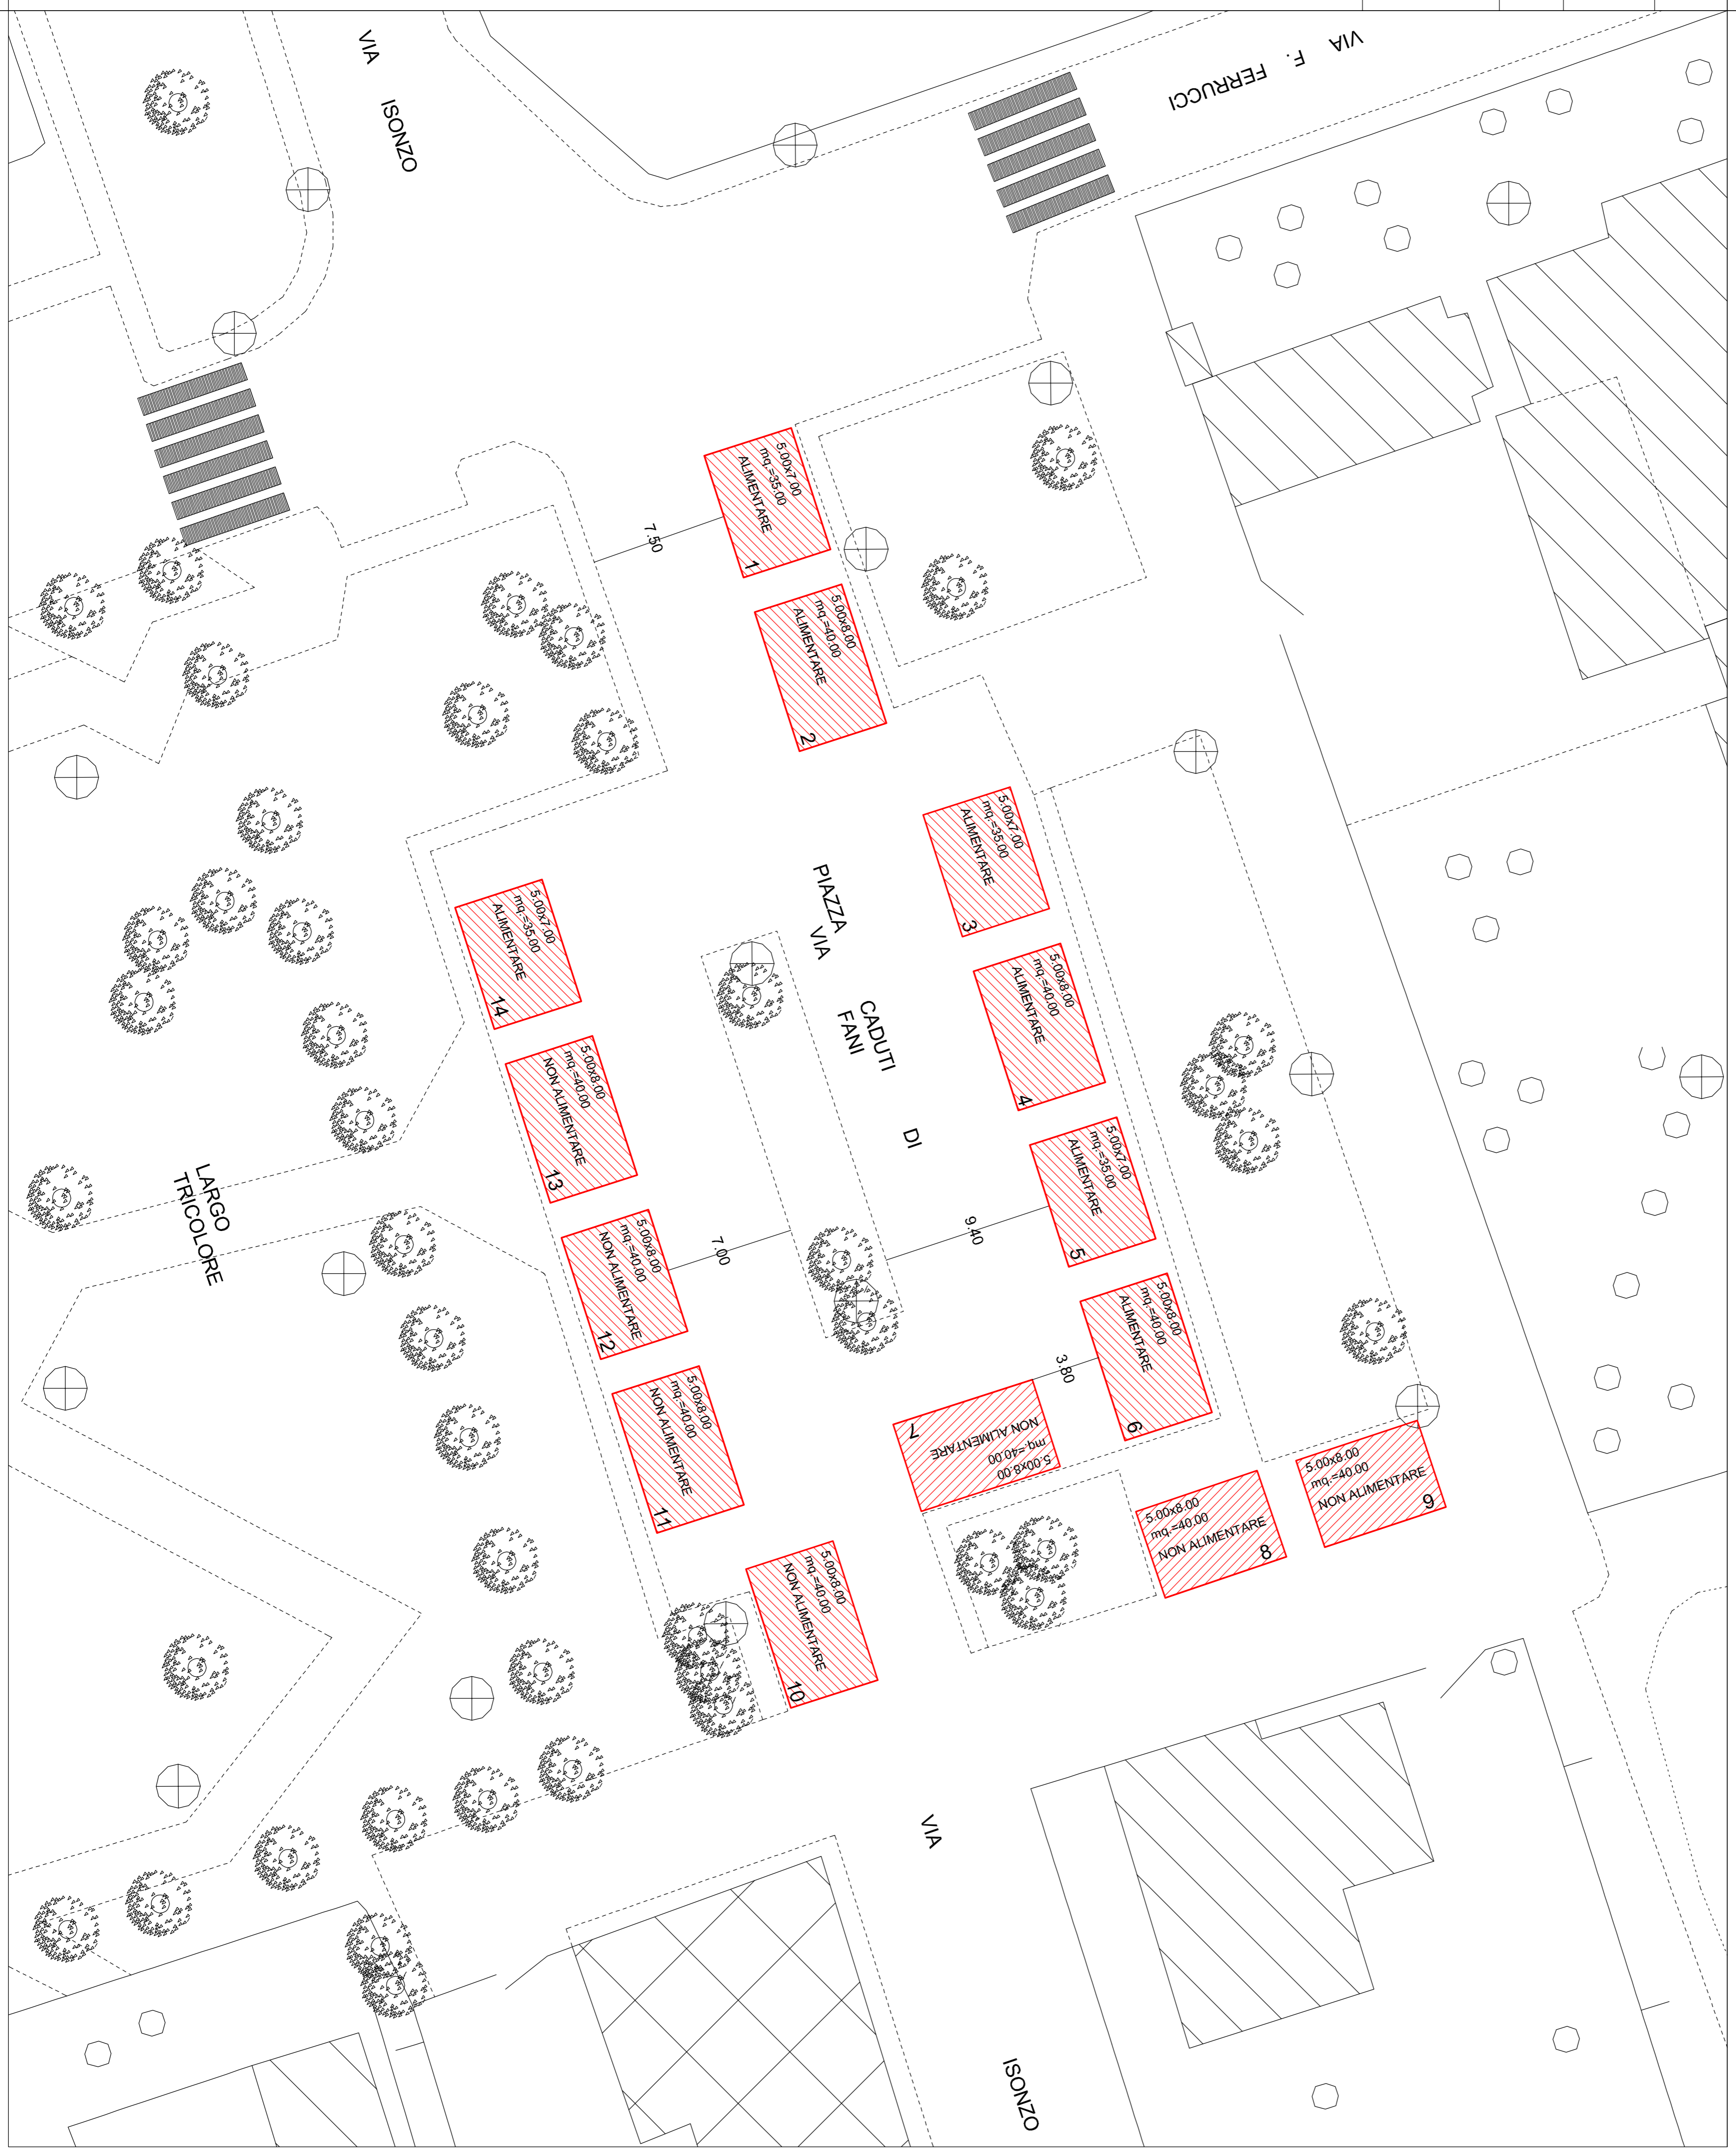 VIA ISONZO
VIA F. FERRUCCI
5.00x7.00
mq.=35.00
ALIMENTARE
1
7.50
5.00x8.00
mq.=40.00
ALIMENTARE
2
5.00x7.00
mq.=35.00
ALIMENTARE
3
PIAZZA CADUTI DI
VIA FANI
5.00x7.00
mq.=35.00
ALIMENTARE
14
5.00x8.00
mq.=40.00
ALIMENTARE
4
5.00x8.00
mq.=40.00
NON ALIMENTARE
13
5.00x7.00
mq.=35.00
ALIMENTARE
5
9.40
LARGO
TRICOLORE
5.00x8.00
mq.=40.00
NON ALIMENTARE
12
7.00
5.00x8.00
mq.=40.00
ALIMENTARE
6
3.80
5.00x8.00
mq.=40.00
NON ALIMENTARE
7
5.00x8.00
mq.=40.00
NON ALIMENTARE
11
5.00x8.00
mq.=40.00
NON ALIMENTARE
8
5.00x8.00
mq.=40.00
NON ALIMENTARE
9
5.00x8.00
mq.=40.00
NON ALIMENTARE
10
VIA ISONZO